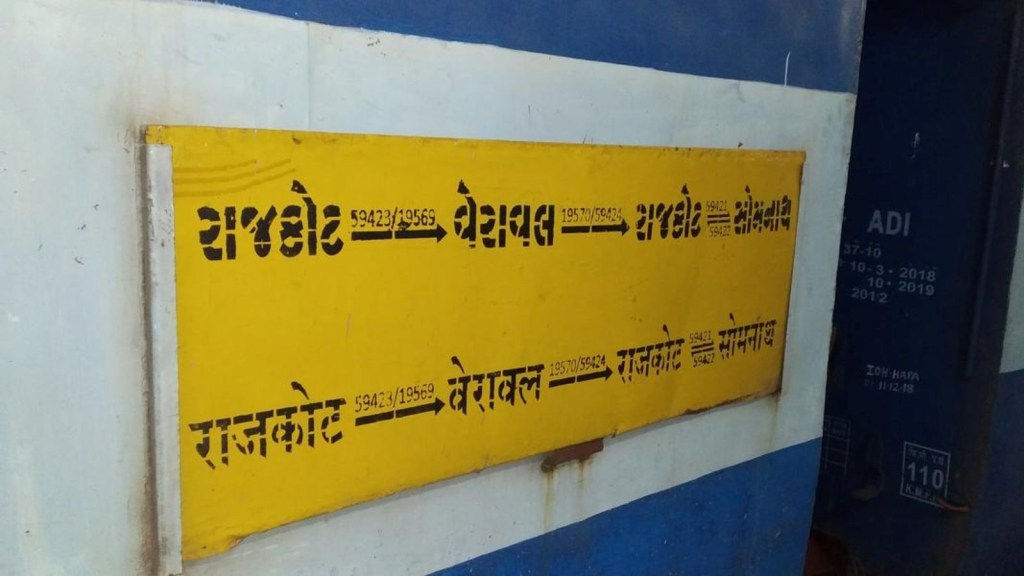 રાજકોટ 59423/19569 વેરાવલ 19570/59424 રાજકોટ 59421 59422 સોમનાથ
राजकोट 59423/19569 वेरावल 19570/59424 राजकोट 59421 59422 सोमनाथ
ADI
37-10
10-3-2018
10-2019
2012
110